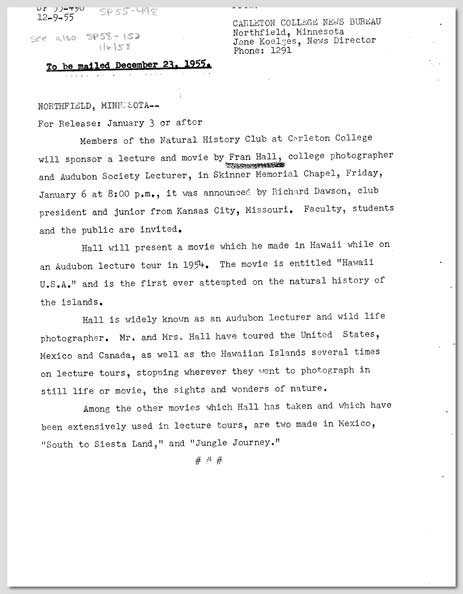 12-9-55
SP55-498
CARLETON COLLEGE NEWS BUREAU
Northfield, Minnesota
Jane Koelges, News Director
Phone: 1291
see also SP58-152
1/6/58
To be mailed December 23, 1955.
NORTHFIELD, MINNESOTA--
For Release: January 3 or after
Members of the Natural History Club at Carleton College
will sponsor a lecture and movie by Fran Hall, college photographer
and Audubon Society Lecturer, in Skinner Memorial Chapel, Friday,
January 6 at 8:00 p.m., it was announced by Richard Dawson, club
president and junior from Kansas City, Missouri. Faculty, students
and the public are invited.
Hall will present a movie which he made in Hawaii while on
an Audubon lecture tour in 1954. The movie is entitled "Hawaii
U.S.A." and is the first ever attempted on the natural history of
the islands.
Hall is widely known as an Audubon lecturer and wild life
photographer. Mr. and Mrs. Hall have toured the United States,
Mexico and Canada, as well as the Hawaiian Islands several times
on lecture tours, stopping wherever they went to photograph in
still life or movie, the sights and wonders of nature.
Among the other movies which Hall has taken and which have
been extensively used in lecture tours, are two made in Mexico,
"South to Siesta Land," and "Jungle Journey."
# # #